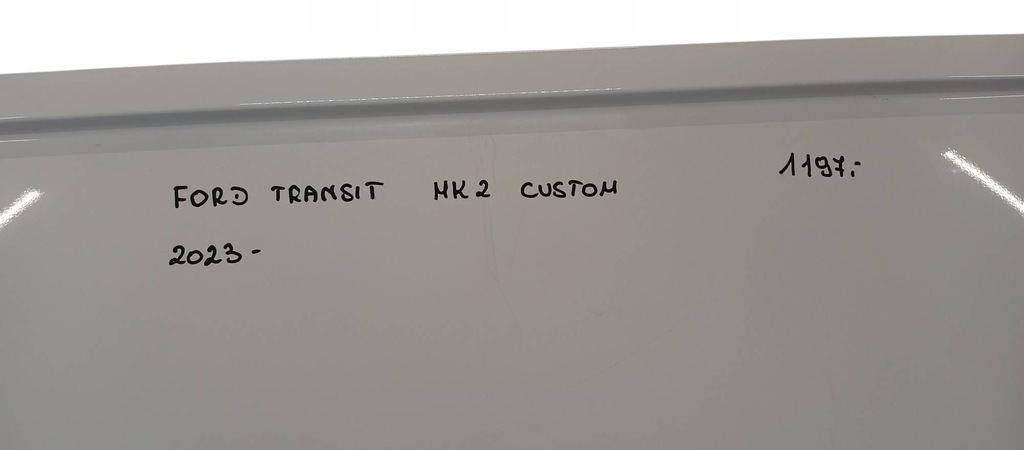 FORD TRANSIT MK2 CUSTOM 1197.-
2023-